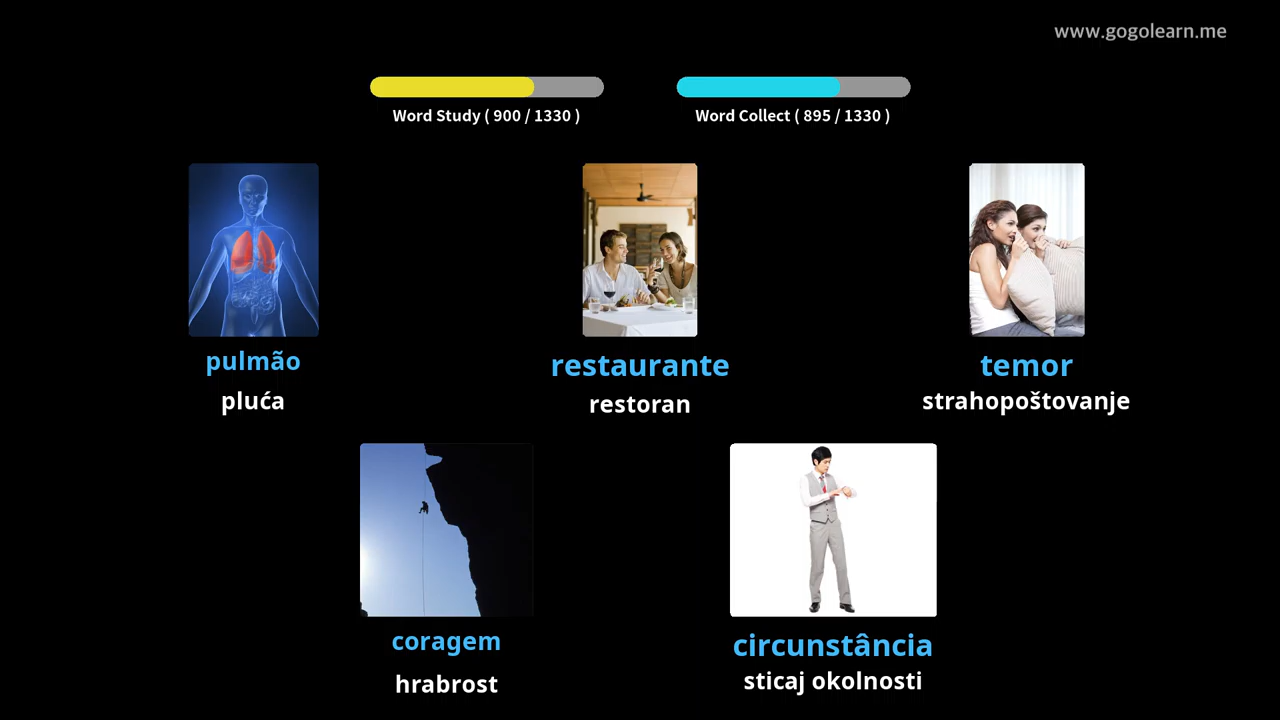 www.gogolearn.me
Word Study ( 900 / 1330 )
Word Collect ( 895 / 1330 )
pulmão
pluća
restaurante
restoran
temor
strahopoštovanje
coragem
hrabrost
circunstância
sticaj okolnosti